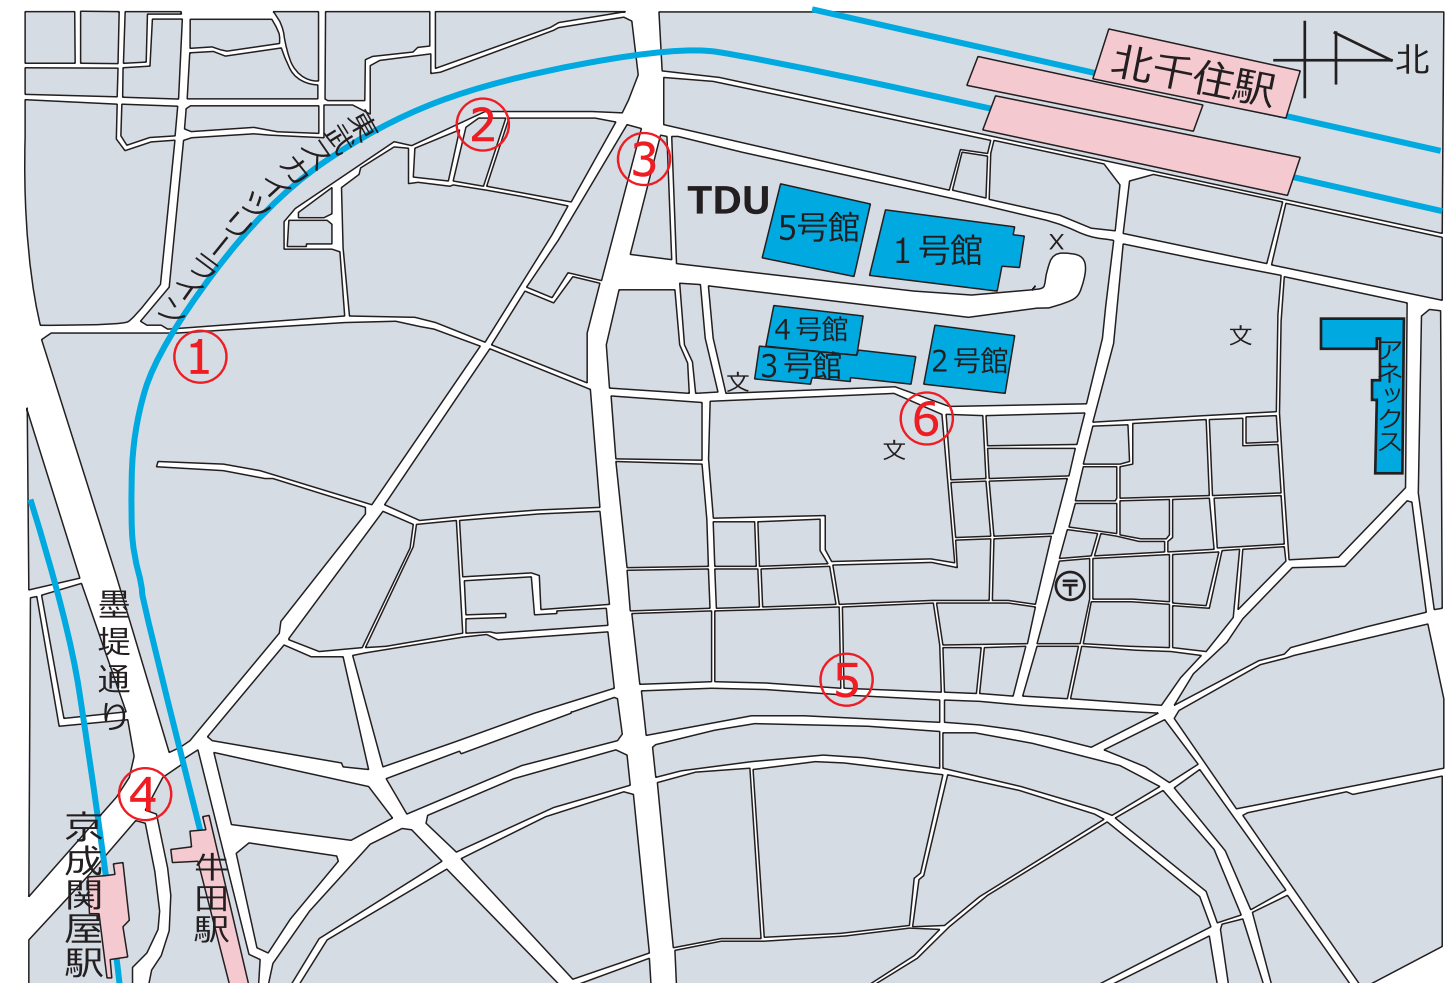 北千住駅
北
東武スカイツリーライン
②
③
TDU
5号館
1号館
X
4号館
3号館
2号館
文
文
アネックス
①
文
⑥
文
〒
墨堤通り
⑤
④
京成関屋駅
牛田駅